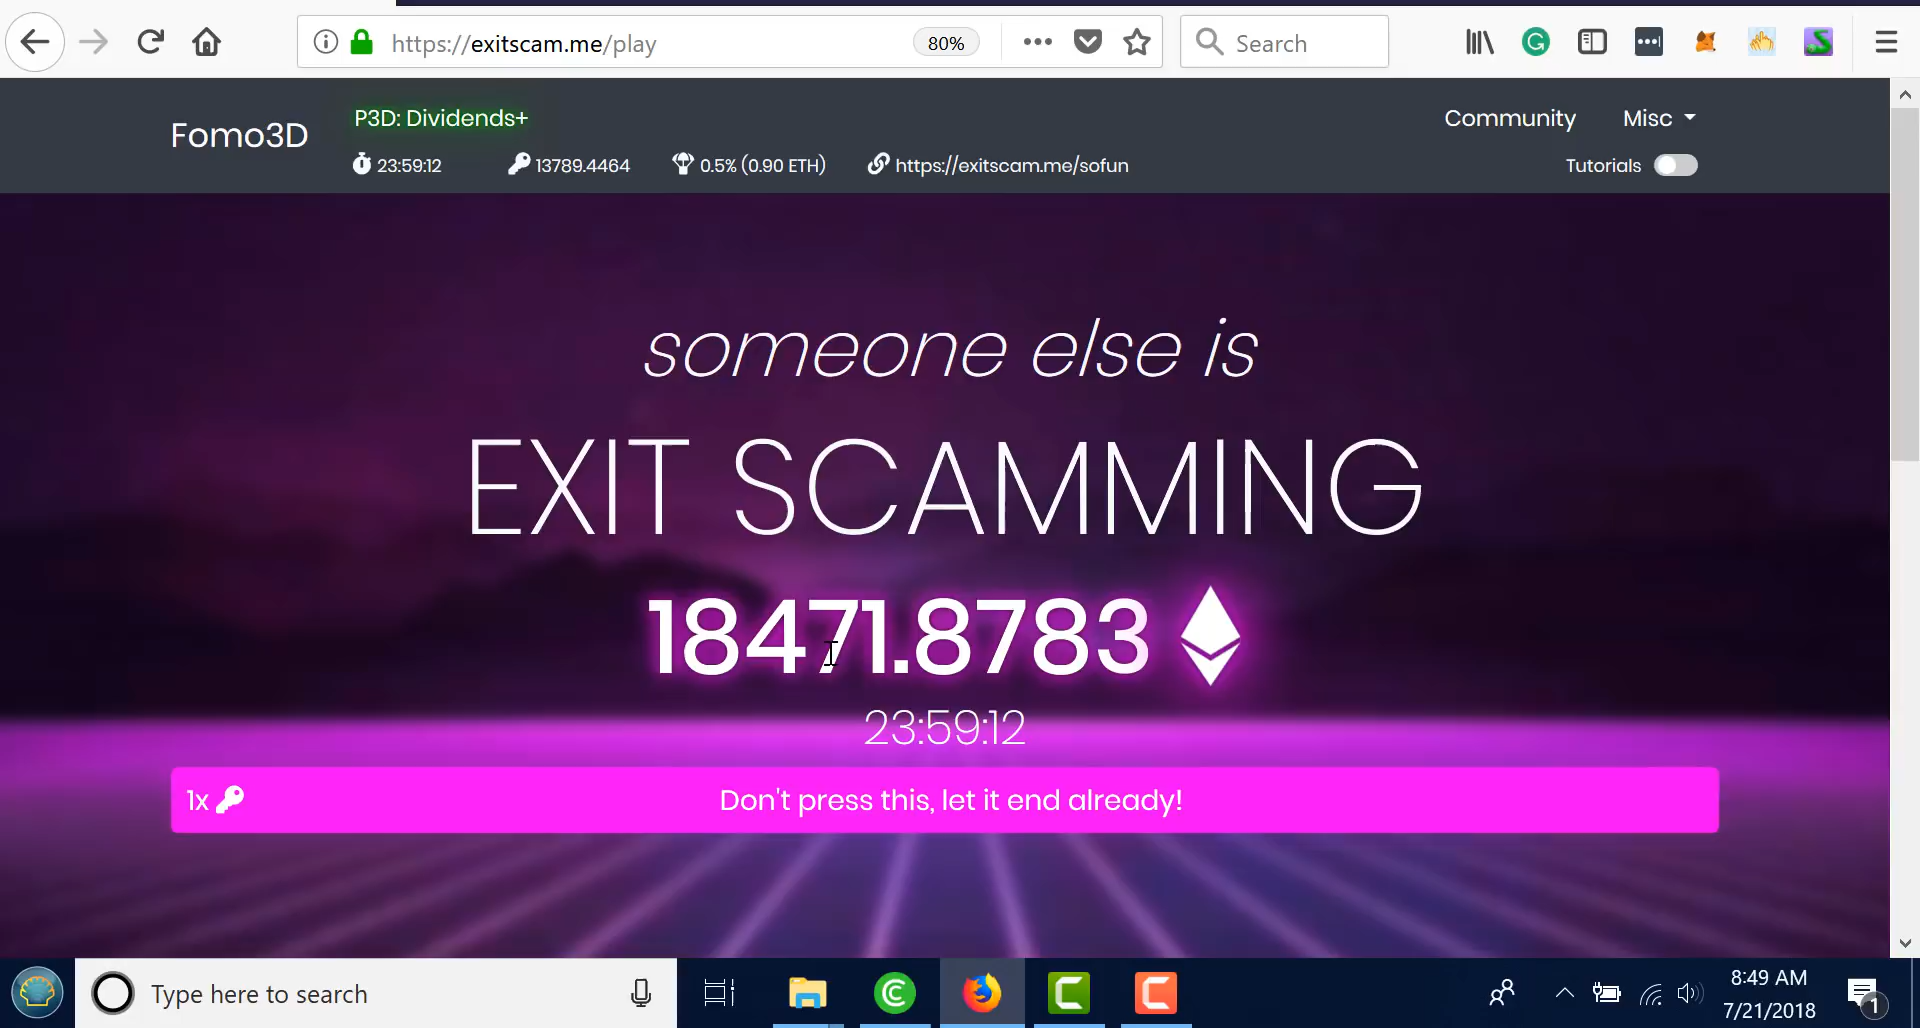 https://exitscam.me/play
80%
Search
Fomo3D
P3D: Dividends+
Community
Misc
23:59:12
13789.4464
0.5% (0.90 ETH)
https://exitscam.me/sofun
Tutorials
someone else is
EXIT SCAMMING
18471.8783
23:59:12
1x
Don't press this, let it end already!
Type here to search
8:49 AM
7/21/2018
1